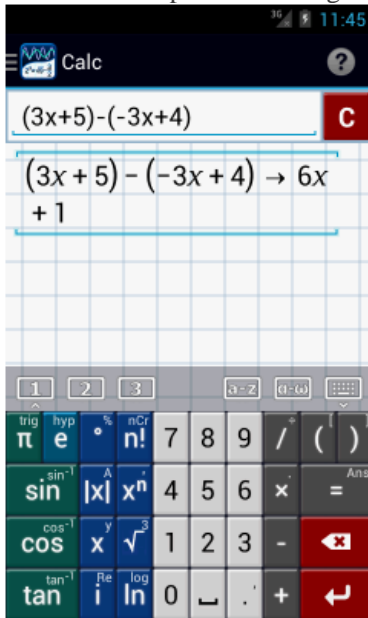 3G 11:45
Calc ?
(3x+5)-(-3x+4) C
(3x + 5) - (-3x + 4) → 6x
+ 1
1 2 3 a-z α-ω
trig π hyp e % ° nCr n! 7 8 9 ÷ / [ ( ] )
sin⁻¹ sin A |x| ' xⁿ 4 5 6 · × Ans =
cos⁻¹ cos y x 3 √ 1 2 3 -
tan⁻¹ tan Re i log ln 0 ⌴ , . +